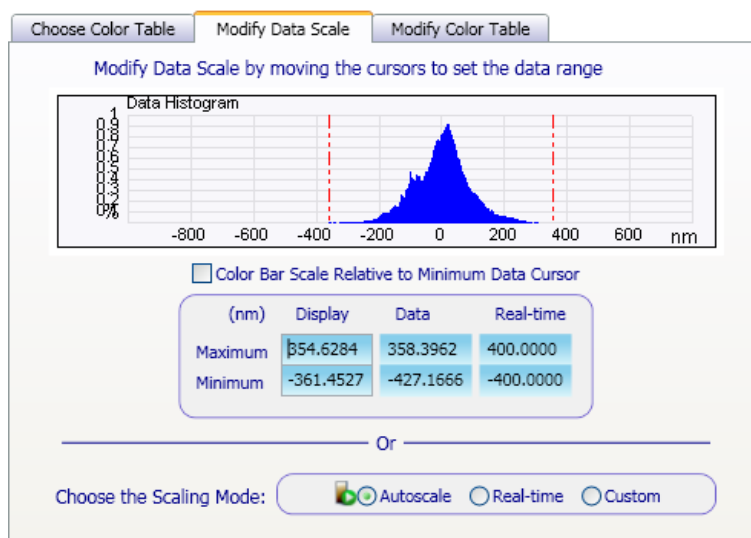 Choose Color Table Modify Data Scale Modify Color Table
Modify Data Scale by moving the cursors to set the data range
Data Histogram
1
0.9
0.8
0.7
0.6
0.5
0.4
0.3
0.2
0.1
%
-800 -600 -400 -200 0 200 400 600 nm
Color Bar Scale Relative to Minimum Data Cursor
(nm) Display Data Real-time
Maximum 354.6284 358.3962 400.0000
Minimum -361.4527 -427.1666 -400.0000
Or
Choose the Scaling Mode: Autoscale Real-time Custom